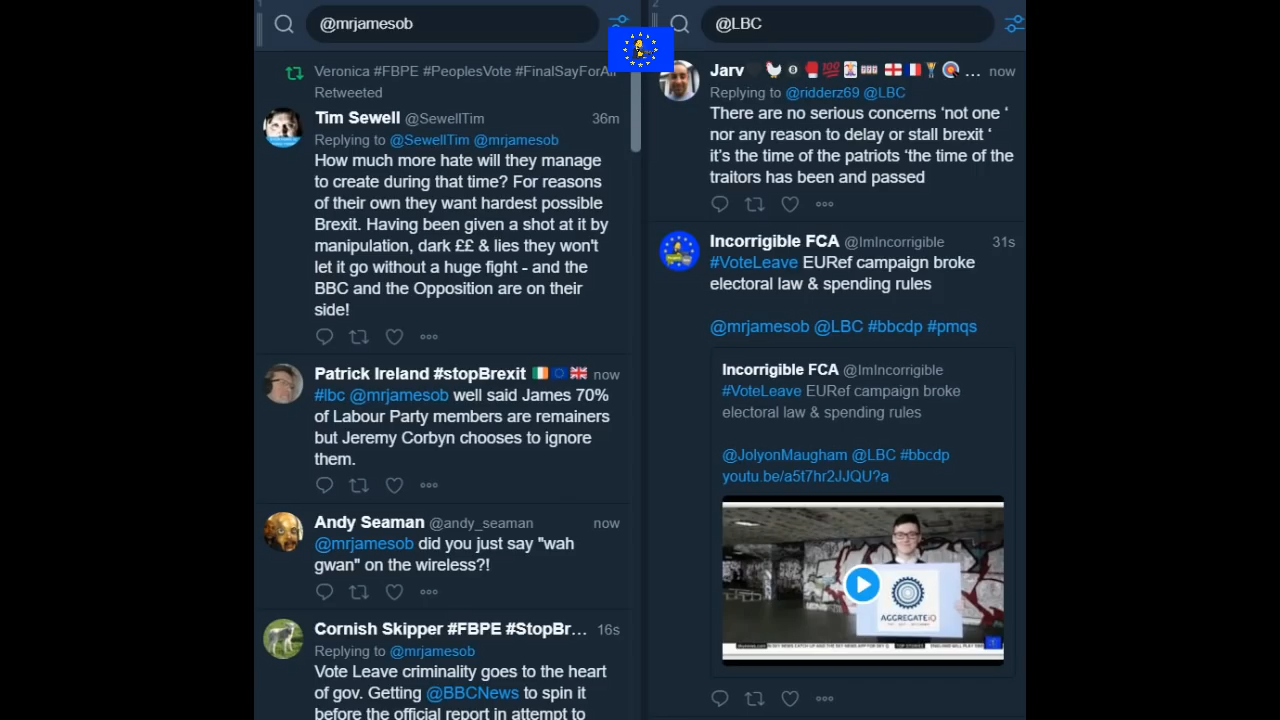 @mrjamesob
Veronica #FBPE #PeoplesVote #FinalSayForAll
Retweeted
Tim Sewell @SewellTim 36m
Replying to @SewellTim @mrjamesob
How much more hate will they manage
to create during that time? For reasons
of their own they want hardest possible
Brexit. Having been given a shot at it by
manipulation, dark ££ & lies they won't
let it go without a huge fight - and the
BBC and the Opposition are on their
side!
Patrick Ireland #stopBrexit 🇮🇪 🇪🇺 🇬🇧 now
#lbc @mrjamesob well said James 70%
of Labour Party members are remainers
but Jeremy Corbyn chooses to ignore
them.
Andy Seaman @andy_seaman now
@mrjamesob did you just say "wah
gwan" on the wireless?!
Cornish Skipper #FBPE #StopBr... 16s
Replying to @mrjamesob
Vote Leave criminality goes to the heart
of gov. Getting @BBCNews to spin it
before the official report in attempt to
@LBC
Jarv ... now
Replying to @ridderz69 @LBC
There are no serious concerns ‘not one ‘
nor any reason to delay or stall brexit ‘
it’s the time of the patriots ‘the time of the
traitors has been and passed
Incorrigible FCA @ImIncorrigible 31s
#VoteLeave EURef campaign broke
electoral law & spending rules
@mrjamesob @LBC #bbcdp #pmqs
Incorrigible FCA @ImIncorrigible
#VoteLeave EURef campaign broke
electoral law & spending rules
@JolyonMaugham @LBC #bbcdp
youtu.be/a5t7hr2JJQU?a
AGGREGATEIQ
TOP STORIES